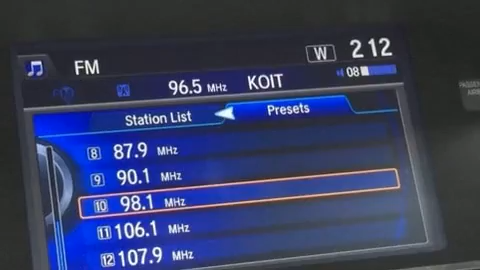 FM
W 2 12
96.5 MHz KOIT
08
Station List
Presets
8 87.9 MHz
9 90.1 MHz
10 98.1 MHz
11 106.1 MHz
12 107.9 MHz